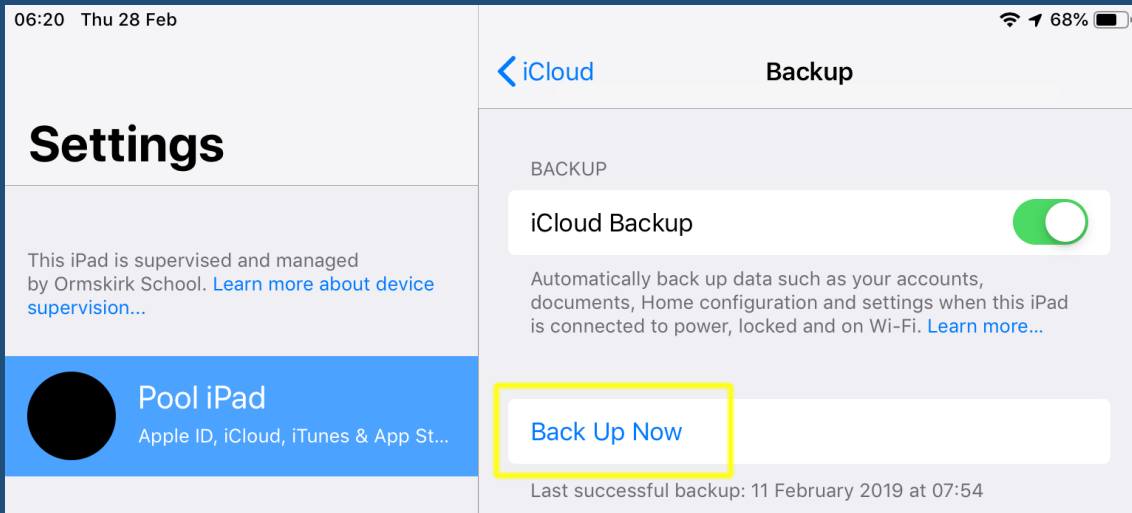 06:20 Thu 28 Feb
68%
Settings
This iPad is supervised and managed
by Ormskirk School. Learn more about device
supervision...
Pool iPad
Apple ID, iCloud, iTunes & App St...
iCloud
Backup
BACKUP
iCloud Backup
Automatically back up data such as your accounts,
documents, Home configuration and settings when this iPad
is connected to power, locked and on Wi-Fi. Learn more...
Back Up Now
Last successful backup: 11 February 2019 at 07:54